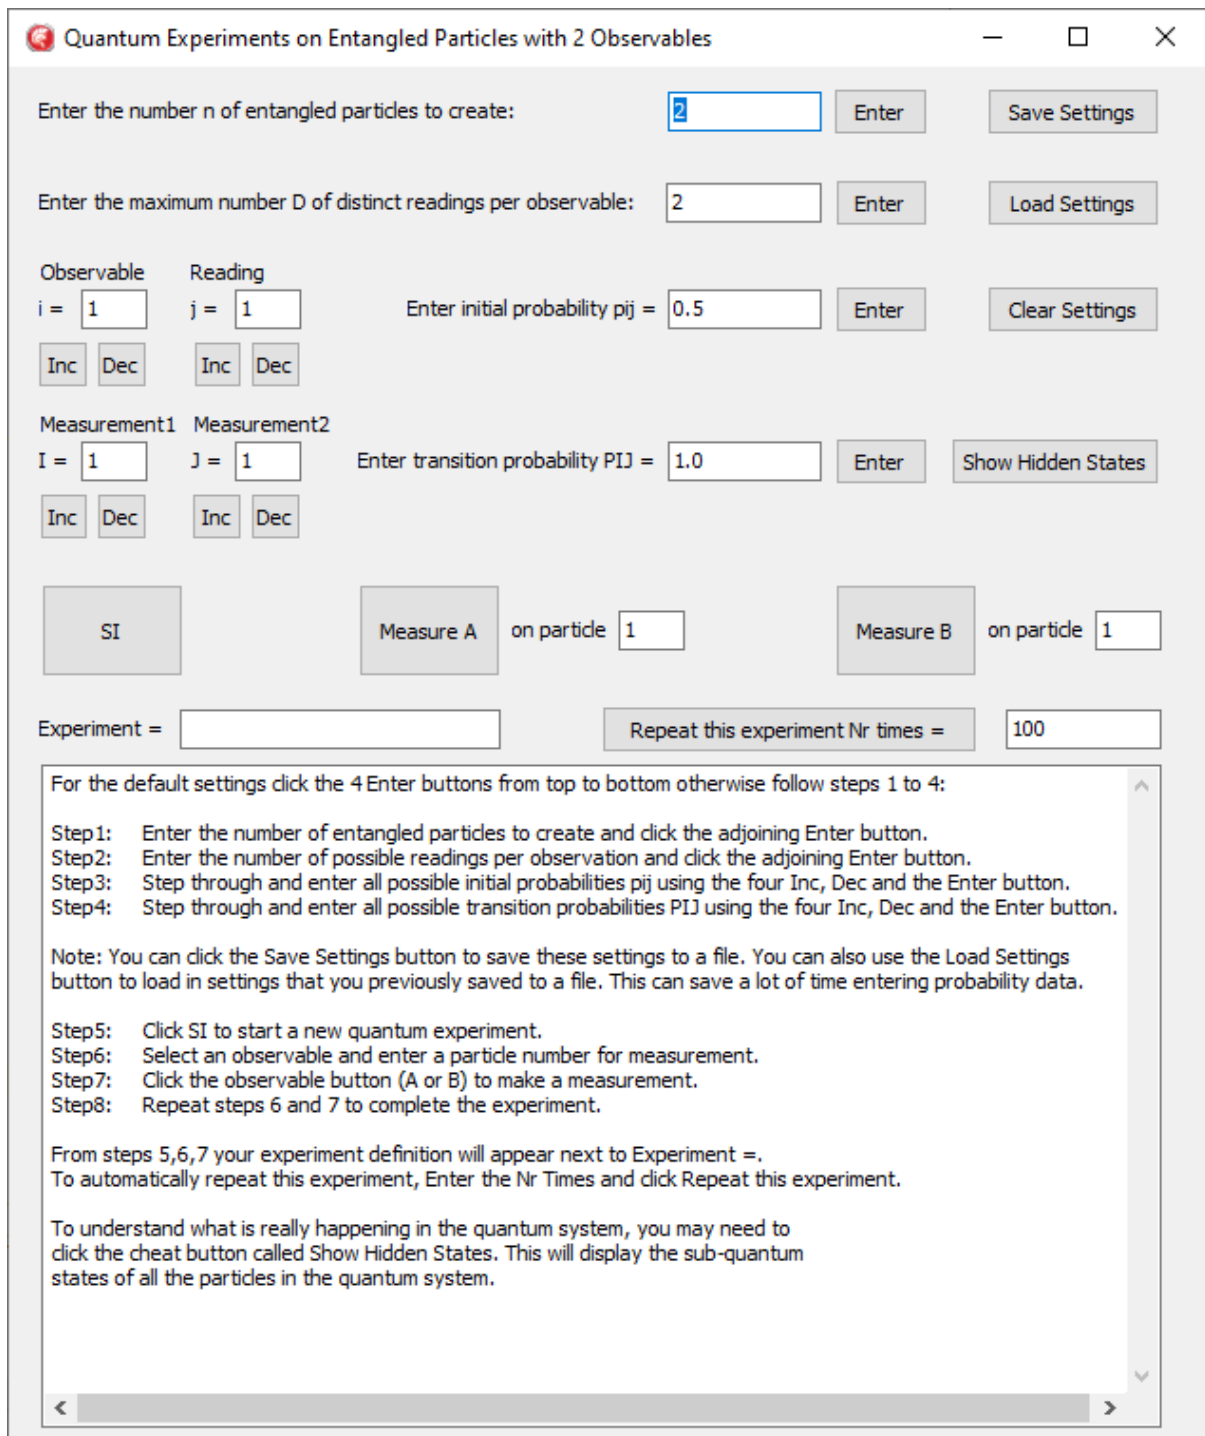 Quantum Experiments on Entangled Particles with 2 Observables
Enter the number n of entangled particles to create: 2 Enter Save Settings
Enter the maximum number D of distinct readings per observable: 2 Enter Load Settings
Observable Reading
i = 1 j = 1 Enter initial probability pij = 0.5 Enter Clear Settings
Inc Dec Inc Dec
Measurement1 Measurement2
I = 1 J = 1 Enter transition probability PIJ = 1.0 Enter Show Hidden States
Inc Dec Inc Dec
SI Measure A on particle 1 Measure B on particle 1
Experiment = Repeat this experiment Nr times = 100
For the default settings click the 4 Enter buttons from top to bottom otherwise follow steps 1 to 4:
Step1: Enter the number of entangled particles to create and click the adjoining Enter button.
Step2: Enter the number of possible readings per observation and click the adjoining Enter button.
Step3: Step through and enter all possible initial probabilities pij using the four Inc, Dec and the Enter button.
Step4: Step through and enter all possible transition probabilities PIJ using the four Inc, Dec and the Enter button.
Note: You can click the Save Settings button to save these settings to a file. You can also use the Load Settings
button to load in settings that you previously saved to a file. This can save a lot of time entering probability data.
Step5: Click SI to start a new quantum experiment.
Step6: Select an observable and enter a particle number for measurement.
Step7: Click the observable button (A or B) to make a measurement.
Step8: Repeat steps 6 and 7 to complete the experiment.
From steps 5,6,7 your experiment definition will appear next to Experiment =.
To automatically repeat this experiment, Enter the Nr Times and click Repeat this experiment.
To understand what is really happening in the quantum system, you may need to
click the cheat button called Show Hidden States. This will display the sub-quantum
states of all the particles in the quantum system.